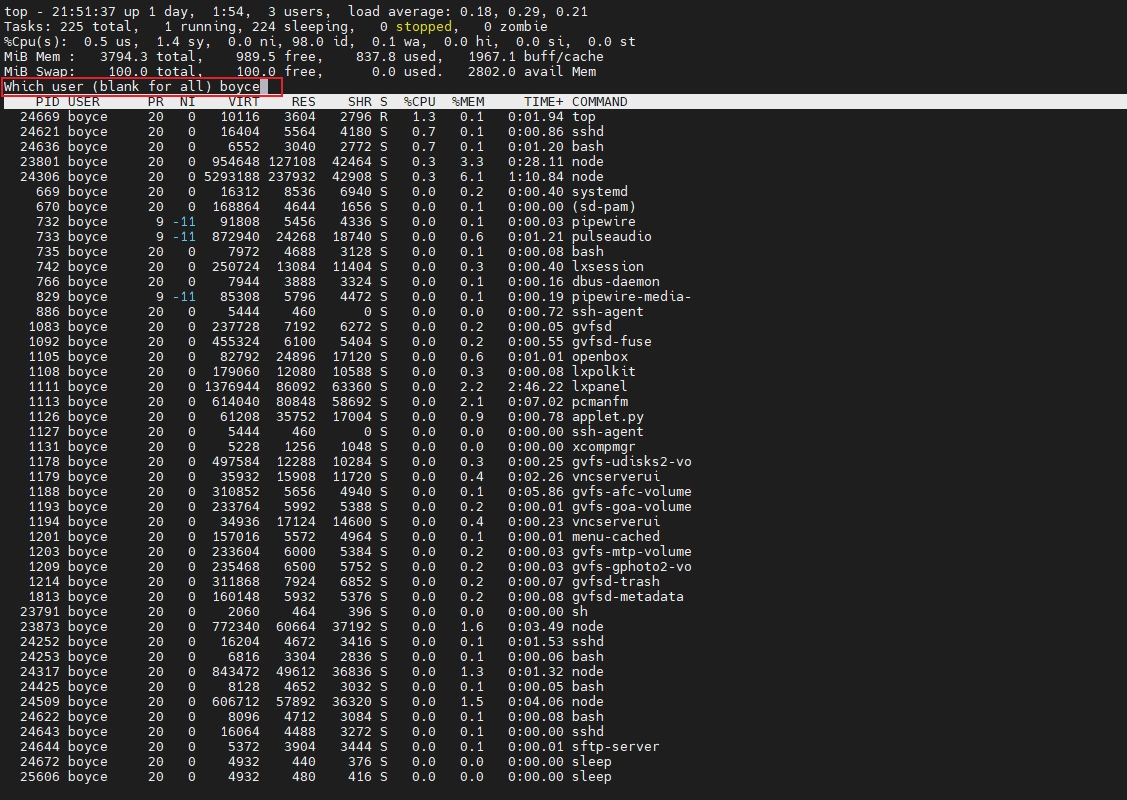 top - 21:51:37 up 1 day,  1:54,  3 users,  load average: 0.18, 0.29, 0.21
Tasks: 225 total,   1 running, 224 sleeping,   0 stopped,   0 zombie
%Cpu(s):  0.5 us,  1.4 sy,  0.0 ni, 98.0 id,  0.1 wa,  0.0 hi,  0.0 si,  0.0 st
MiB Mem :   3794.3 total,    989.5 free,    837.8 used,   1967.1 buff/cache
MiB Swap:    100.0 total,    100.0 free,      0.0 used.   2802.0 avail Mem
Which user (blank for all) boyce
    PID USER      PR  NI    VIRT    RES    SHR S  %CPU  %MEM     TIME+ COMMAND
  24669 boyce     20   0   10116   3604   2796 R   1.3   0.1   0:01.94 top
  24621 boyce     20   0   16404   5564   4180 S   0.7   0.1   0:00.86 sshd
  24636 boyce     20   0    6552   3040   2772 S   0.7   0.1   0:01.20 bash
  23801 boyce     20   0  954648 127108  42464 S   0.3   3.3   0:28.11 node
  24306 boyce     20   0 5293188 237932  42908 S   0.3   6.1   1:10.84 node
    669 boyce     20   0   16312   8536   6940 S   0.0   0.2   0:00.40 systemd
    670 boyce     20   0  168864   4644   1656 S   0.0   0.1   0:00.00 (sd-pam)
    732 boyce      9 -11   91808   5456   4336 S   0.0   0.1   0:00.03 pipewire
    733 boyce      9 -11  872940  24268  18740 S   0.0   0.6   0:01.21 pulseaudio
    735 boyce     20   0    7972   4688   3128 S   0.0   0.1   0:00.08 bash
    742 boyce     20   0  250724  13084  11404 S   0.0   0.3   0:00.40 lxsession
    766 boyce     20   0    7944   3888   3324 S   0.0   0.1   0:00.16 dbus-daemon
    829 boyce      9 -11   85308   5796   4472 S   0.0   0.1   0:00.19 pipewire-media-
    886 boyce     20   0    5444    460      0 S   0.0   0.0   0:00.72 ssh-agent
   1083 boyce     20   0  237728   7192   6272 S   0.0   0.2   0:00.05 gvfsd
   1092 boyce     20   0  455324   6100   5404 S   0.0   0.2   0:00.55 gvfsd-fuse
   1105 boyce     20   0   82792  24896  17120 S   0.0   0.6   0:01.01 openbox
   1108 boyce     20   0  179060  12080  10588 S   0.0   0.3   0:00.08 lxpolkit
   1111 boyce     20   0 1376944  86092  63360 S   0.0   2.2   2:46.22 lxpanel
   1113 boyce     20   0  614040  80848  58692 S   0.0   2.1   0:07.02 pcmanfm
   1126 boyce     20   0   61208  35752  17004 S   0.0   0.9   0:00.78 applet.py
   1127 boyce     20   0    5444    460      0 S   0.0   0.0   0:00.00 ssh-agent
   1131 boyce     20   0    5228   1256   1048 S   0.0   0.0   0:00.00 xcompmgr
   1178 boyce     20   0  497584  12288  10284 S   0.0   0.3   0:00.25 gvfs-udisks2-vo
   1179 boyce     20   0   35932  15908  11720 S   0.0   0.4   0:02.26 vncserverui
   1188 boyce     20   0  310852   5656   4940 S   0.0   0.1   0:05.86 gvfs-afc-volume
   1193 boyce     20   0  233764   5992   5388 S   0.0   0.2   0:00.01 gvfs-goa-volume
   1194 boyce     20   0   34936  17124  14600 S   0.0   0.4   0:00.23 vncserverui
   1201 boyce     20   0  157016   5572   4964 S   0.0   0.1   0:00.01 menu-cached
   1203 boyce     20   0  233604   6000   5384 S   0.0   0.2   0:00.03 gvfs-mtp-volume
   1209 boyce     20   0  235468   6500   5752 S   0.0   0.2   0:00.03 gvfs-gphoto2-vo
   1214 boyce     20   0  311868   7924   6852 S   0.0   0.2   0:00.07 gvfsd-trash
   1813 boyce     20   0  160148   5932   5376 S   0.0   0.2   0:00.08 gvfsd-metadata
  23791 boyce     20   0    2060    464    396 S   0.0   0.0   0:00.00 sh
  23873 boyce     20   0  772340  60664  37192 S   0.0   1.6   0:03.49 node
  24252 boyce     20   0   16204   4672   3416 S   0.0   0.1   0:01.53 sshd
  24253 boyce     20   0    6816   3304   2836 S   0.0   0.1   0:00.06 bash
  24317 boyce     20   0  843472  49612  36836 S   0.0   1.3   0:01.32 node
  24425 boyce     20   0    8128   4652   3032 S   0.0   0.1   0:00.05 bash
  24509 boyce     20   0  606712  57892  36320 S   0.0   1.5   0:04.06 node
  24622 boyce     20   0    8096   4712   3084 S   0.0   0.1   0:00.08 bash
  24643 boyce     20   0   16064   4488   3272 S   0.0   0.1   0:00.00 sshd
  24644 boyce     20   0    5372   3904   3444 S   0.0   0.1   0:00.01 sftp-server
  24672 boyce     20   0    4932    440    376 S   0.0   0.0   0:00.00 sleep
  25606 boyce     20   0    4932    480    416 S   0.0   0.0   0:00.00 sleep